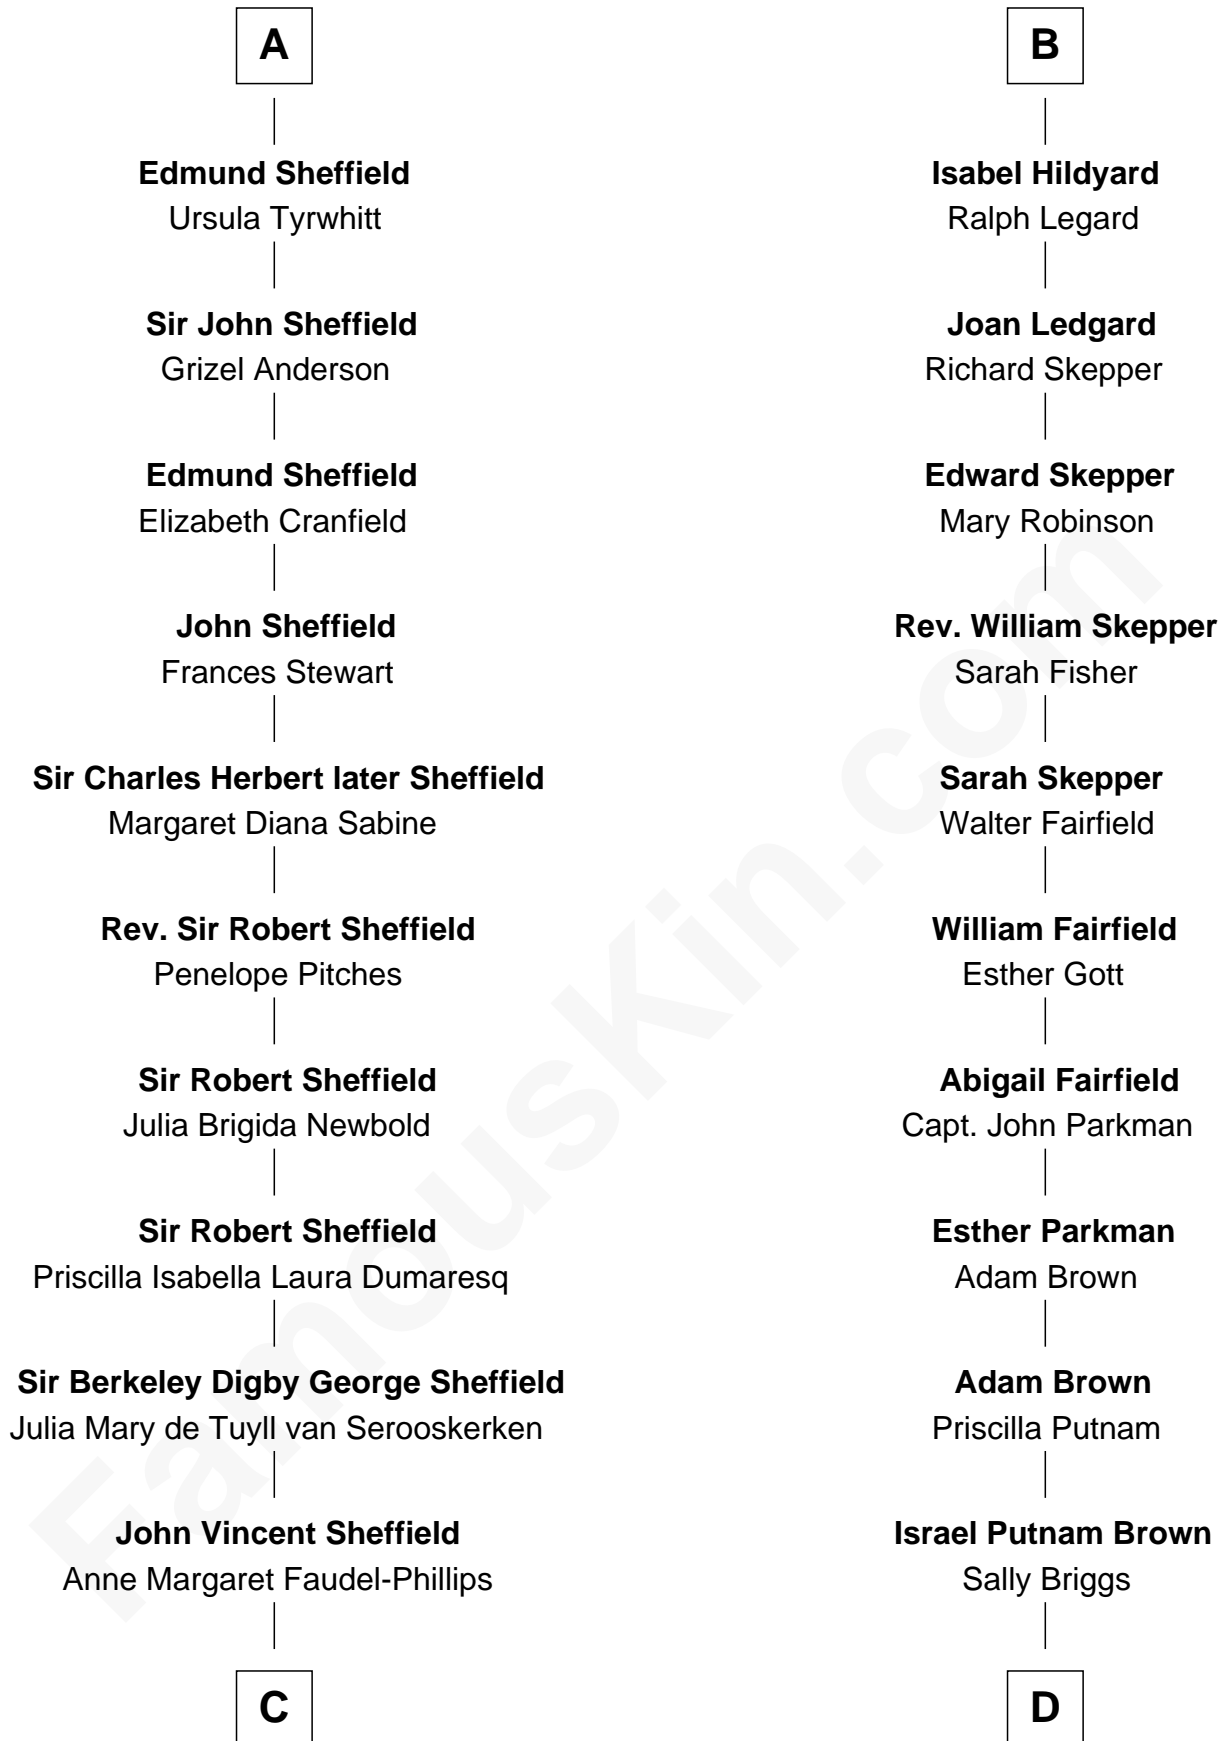 A
Edmund Sheffield
Ursula Tyrwhitt
Sir John Sheffield
Grizel Anderson
Edmund Sheffield
Elizabeth Cranfield
John Sheffield
Frances Stewart
Sir Charles Herbert later Sheffield
Margaret Diana Sabine
Rev. Sir Robert Sheffield
Penelope Pitches
Sir Robert Sheffield
Julia Brigida Newbold
Sir Robert Sheffield
Priscilla Isabella Laura Dumaresq
Sir Berkeley Digby George Sheffield
Julia Mary de Tuyll van Serooskerken
John Vincent Sheffield
Anne Margaret Faudel-Phillips
C
B
Isabel Hildyard
Ralph Legard
Joan Ledgard
Richard Skepper
Edward Skepper
Mary Robinson
Rev. William Skepper
Sarah Fisher
Sarah Skepper
Walter Fairfield
William Fairfield
Esther Gott
Abigail Fairfield
Capt. John Parkman
Esther Parkman
Adam Brown
Adam Brown
Priscilla Putnam
Israel Putnam Brown
Sally Briggs
D
FamousKin.com